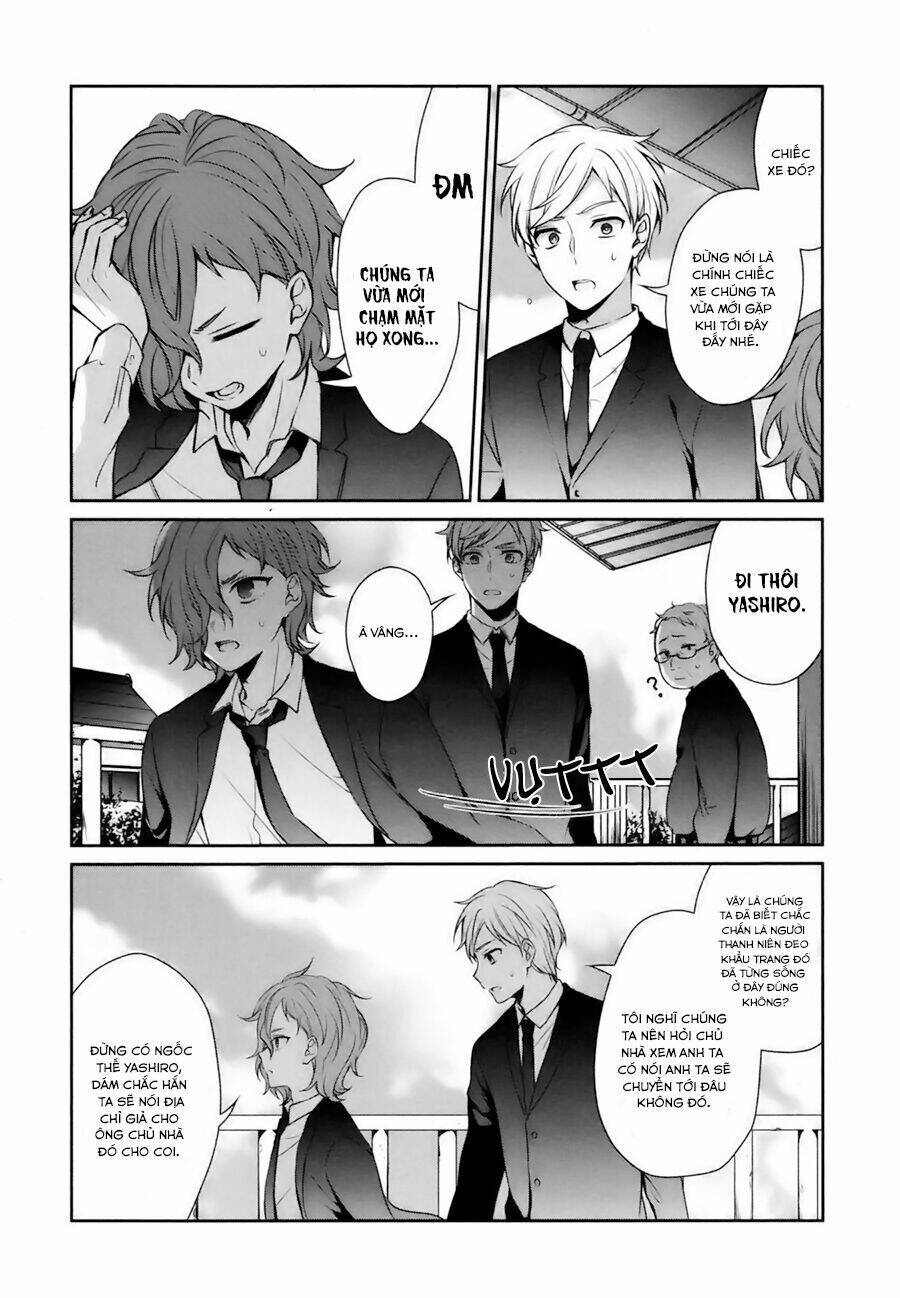 CHIẾC
XE ĐÓ?
ĐỪNG NÓI LÀ
CHÍNH CHIẾC
XE CHÚNG TA
VỪA MỚI GẶP
KHI TỚI ĐÂY
ĐẤY NHÉ.
ĐM
CHÚNG TA
VỪA MỚI
CHẠM MẶT
HỌ XONG...
ĐI THÔI
YASHIRO.
?
À VÂNG...
VỤTTT
VẬY LÀ CHÚNG
TA ĐÃ BIẾT CHẮC
CHẮN LÀ NGƯỜI
THANH NIÊN ĐEO
KHẨU TRANG ĐÓ
ĐÃ TỪNG SỐNG
Ở ĐÂY ĐÚNG
KHÔNG?
TÔI NGHĨ CHÚNG
TA NÊN HỎI CHỦ
NHÀ XEM ANH TA
CÓ NÓI ANH TA SẼ
CHUYỂN TỚI ĐÂU
KHÔNG ĐÓ.
ĐỪNG CÓ NGỐC
THẾ YASHIRO,
DÁM CHẮC HẮN
TA SẼ NÓI ĐỊA
CHỈ GIẢ CHO
ÔNG CHỦ NHÀ
ĐÓ CHO COI.